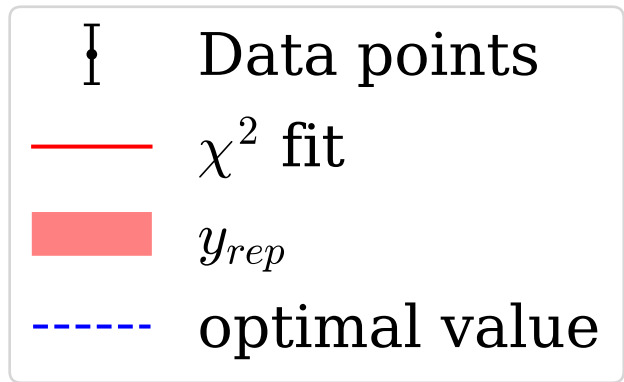 Data points
χ² fit
y_rep
optimal value